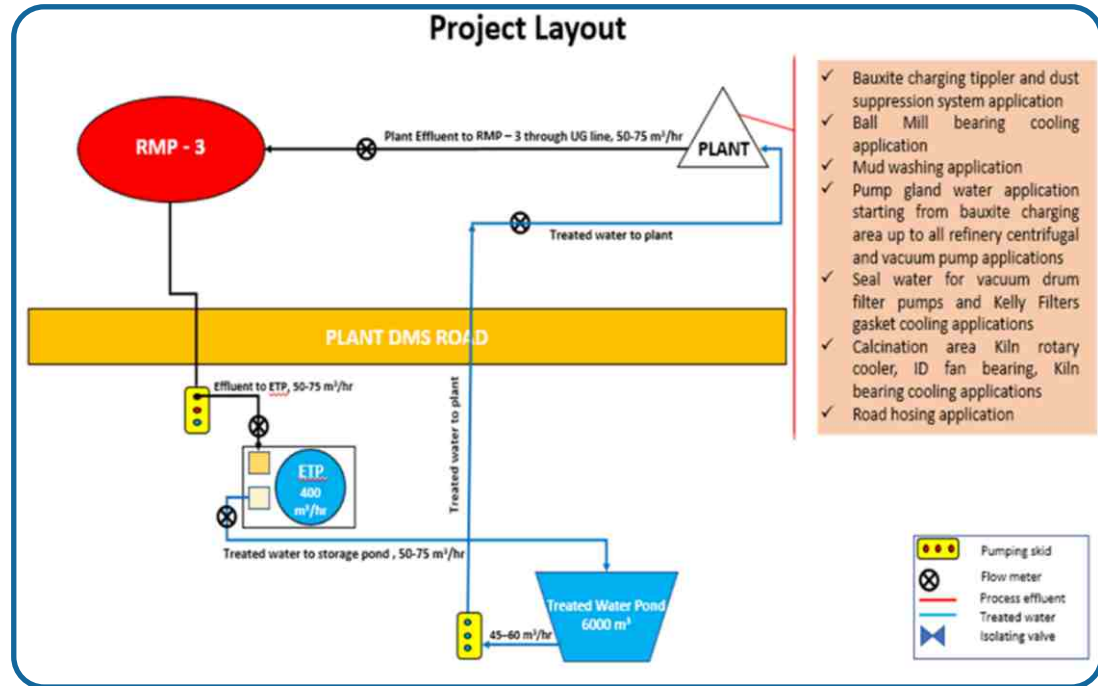 Project Layout
RMP - 3
Plant Effluent to RMP – 3 through UG line, 50-75 m³/hr
PLANT
Treated water to plant
PLANT DMS ROAD
Effluent to ETP, 50-75 m³/hr
ETP
400
m³/hr
Treated water to storage pond , 50-75 m³/hr
Treated water to plant
Treated Water Pond
6000 m³
45–60 m³/hr
✓ Bauxite charging tippler and dust
suppression system application
✓ Ball Mill bearing cooling
application
✓ Mud washing application
✓ Pump gland water application
starting from bauxite charging
area up to all refinery centrifugal
and vacuum pump applications
✓ Seal water for vacuum drum
filter pumps and Kelly Filters
gasket cooling applications
✓ Calcination area Kiln rotary
cooler, ID fan bearing, Kiln
bearing cooling applications
✓ Road hosing application
Pumping skid
Flow meter
Process effluent
Treated water
Isolating valve